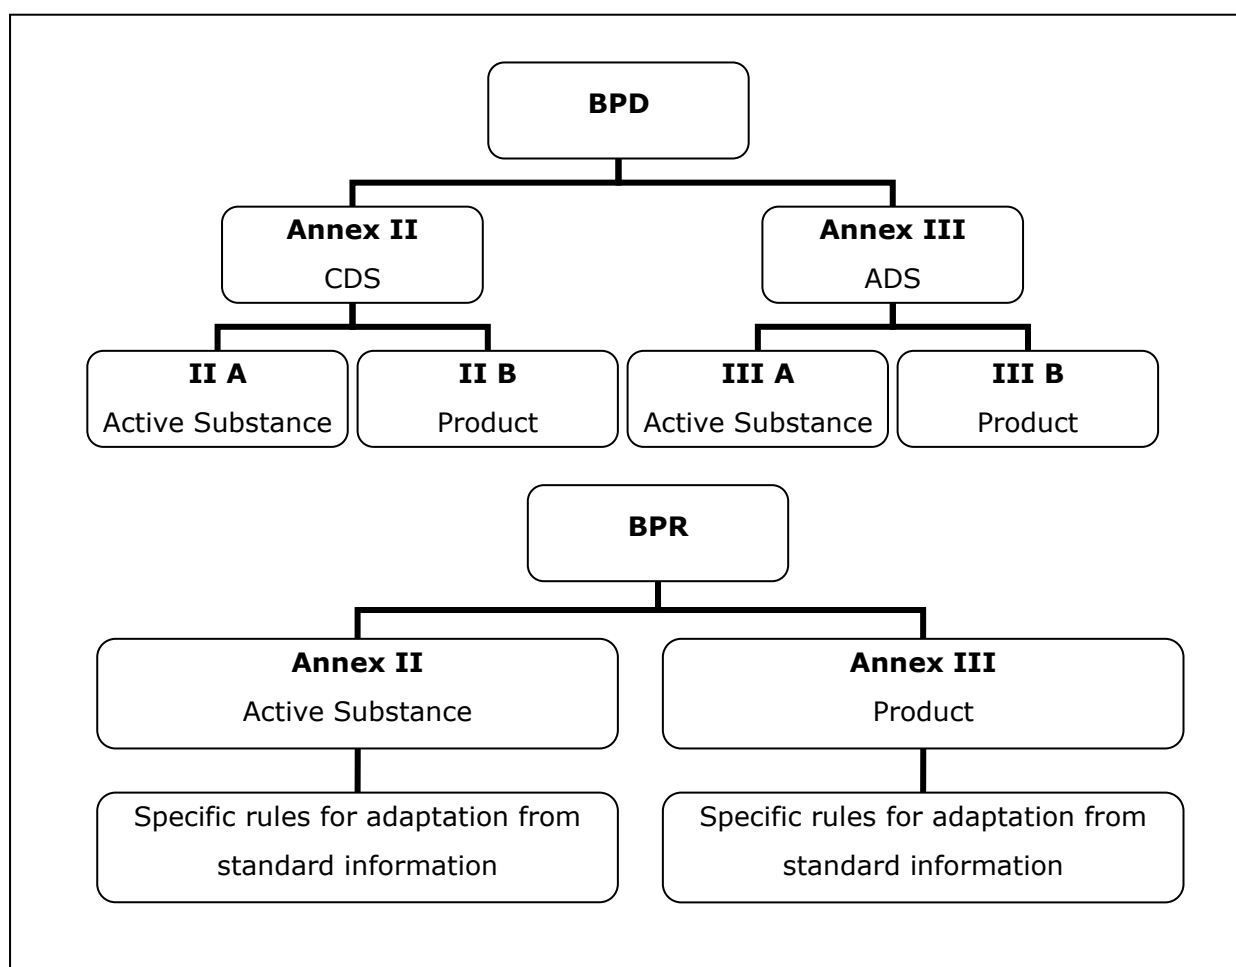 BPD
Annex II
CDS
Annex III
ADS
II A
Active Substance
II B
Product
III A
Active Substance
III B
Product
BPR
Annex II
Active Substance
Annex III
Product
Specific rules for adaptation from
standard information
Specific rules for adaptation from
standard information